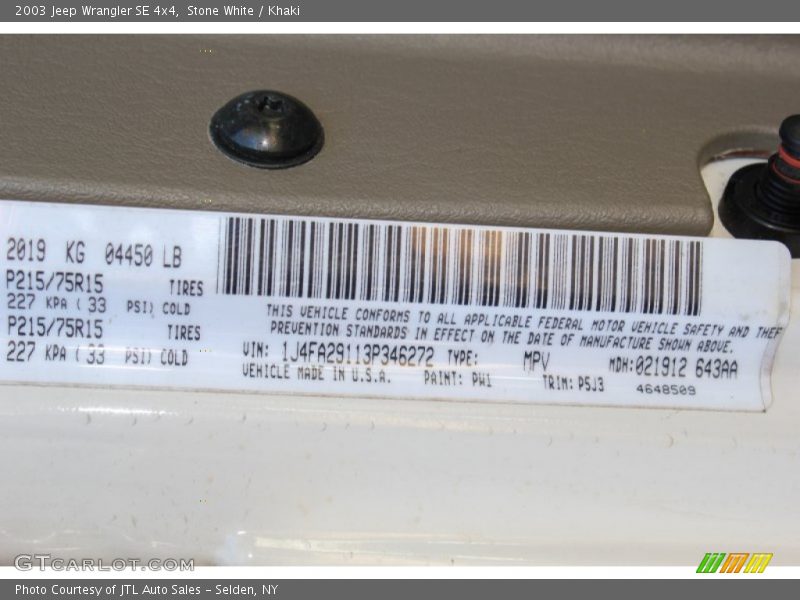 2003 Jeep Wrangler SE 4x4, Stone White / Khaki
2019 KG 04450 LB
P215/75R15 TIRES
227 KPA ( 33 PSI) COLD
P215/75R15 TIRES
227 KPA ( 33 PSI) COLD
THIS VEHICLE CONFORMS TO ALL APPLICABLE FEDERAL MOTOR VEHICLE SAFETY AND THEF
PREVENTION STANDARDS IN EFFECT ON THE DATE OF MANUFACTURE SHOWN ABOVE.
VIN: 1J4FA29113P346272 TYPE: MPV MDH:021912 643AA
VEHICLE MADE IN U.S.A. PAINT: PW1 TRIM: P5J3
4648509
GTCARLOT.COM
Photo Courtesy of JTL Auto Sales - Selden, NY